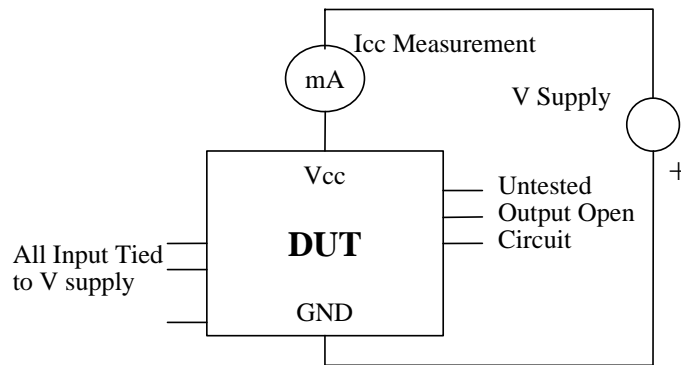 Icc Measurement
mA
V Supply
+
Vcc
Untested
Output Open
Circuit
DUT
All Input Tied
to V supply
GND